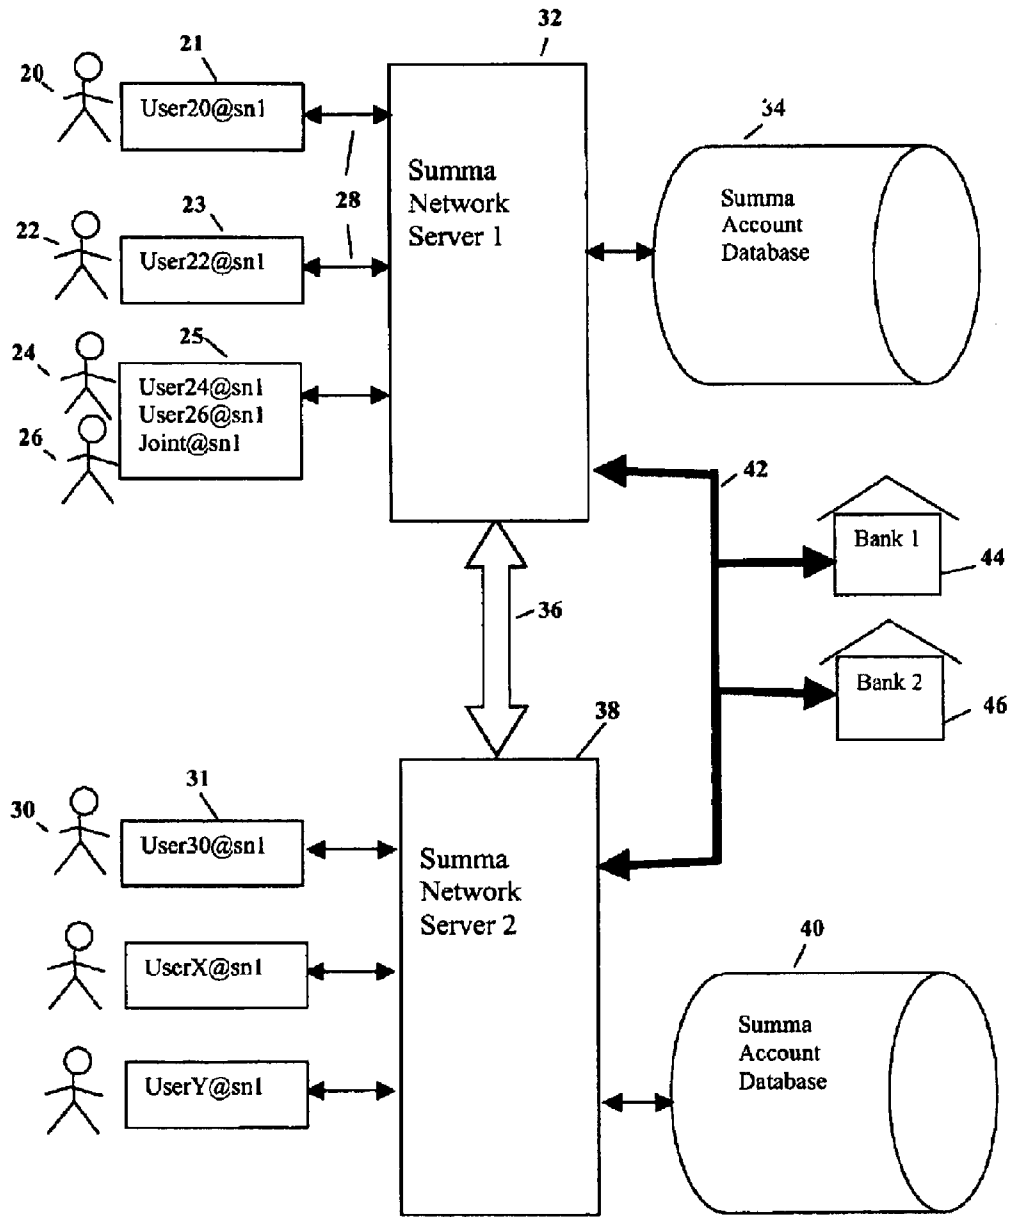 32
21
20
User20@sn1
34
Summa
Network
Server 1
28
Summa
Account
Database
23
22
User22@sn1
25
24
User24@sn1
User26@sn1
Joint@sn1
26
42
Bank 1
44
36
Bank 2
46
38
31
30
User30@sn1
Summa
Network
Server 2
40
UserX@sn1
Summa
Account
Database
UserY@sn1